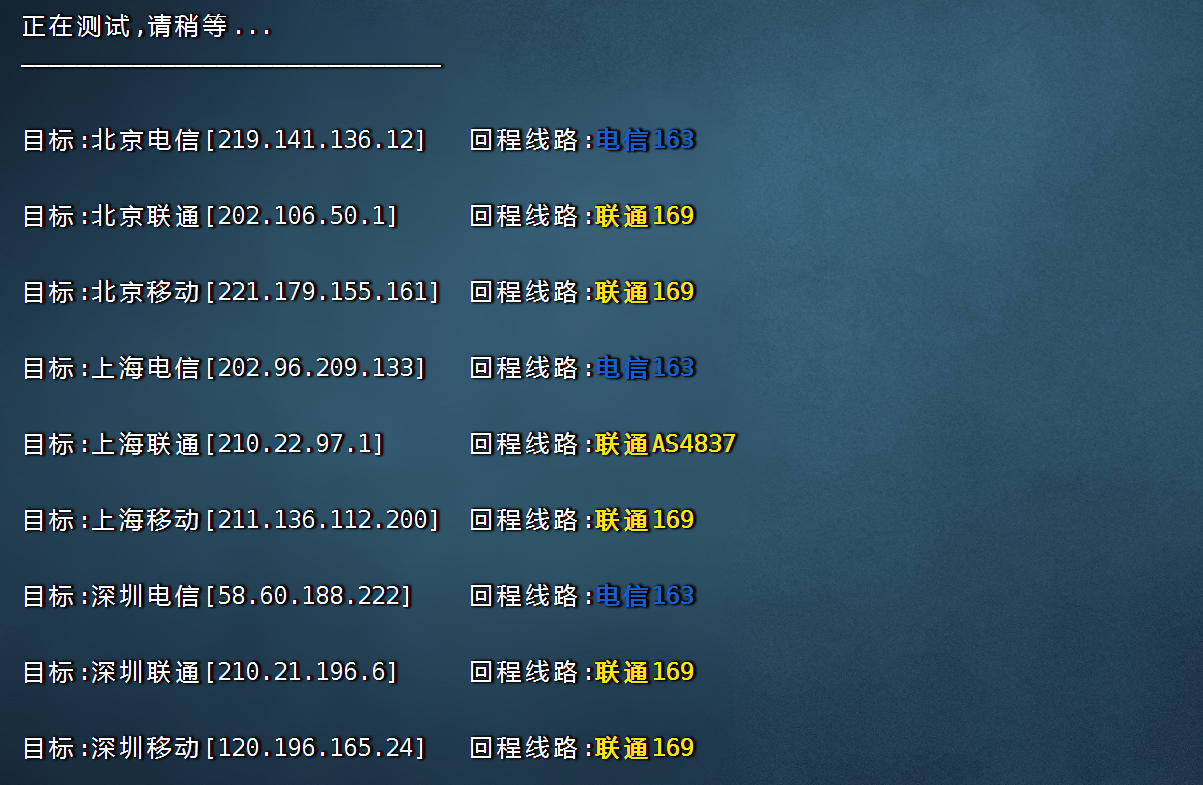 正在测试,请稍等...
目标:北京电信[219.141.136.12] 回程线路:电信163
目标:北京联通[202.106.50.1] 回程线路:联通169
目标:北京移动[221.179.155.161] 回程线路:联通169
目标:上海电信[202.96.209.133] 回程线路:电信163
目标:上海联通[210.22.97.1] 回程线路:联通AS4837
目标:上海移动[211.136.112.200] 回程线路:联通169
目标:深圳电信[58.60.188.222] 回程线路:电信163
目标:深圳联通[210.21.196.6] 回程线路:联通169
目标:深圳移动[120.196.165.24] 回程线路:联通169